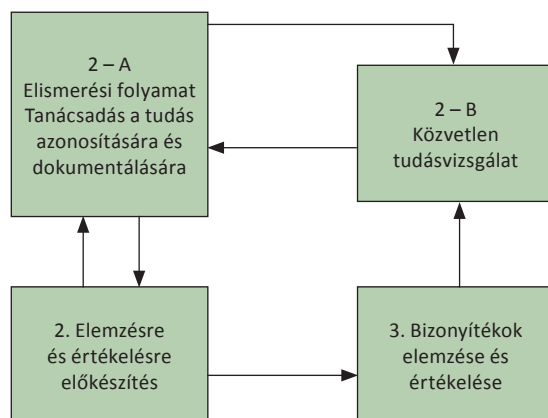 2 – A
Elismerési folyamat
Tanácsadás a tudás
azonosítására és
dokumentálására
2 – B
Közvetlen
tudásvizsgálat
2. Elemzésre
és értékelésre
előkészítés
3. Bizonyítékok
elemzése és
értékelése